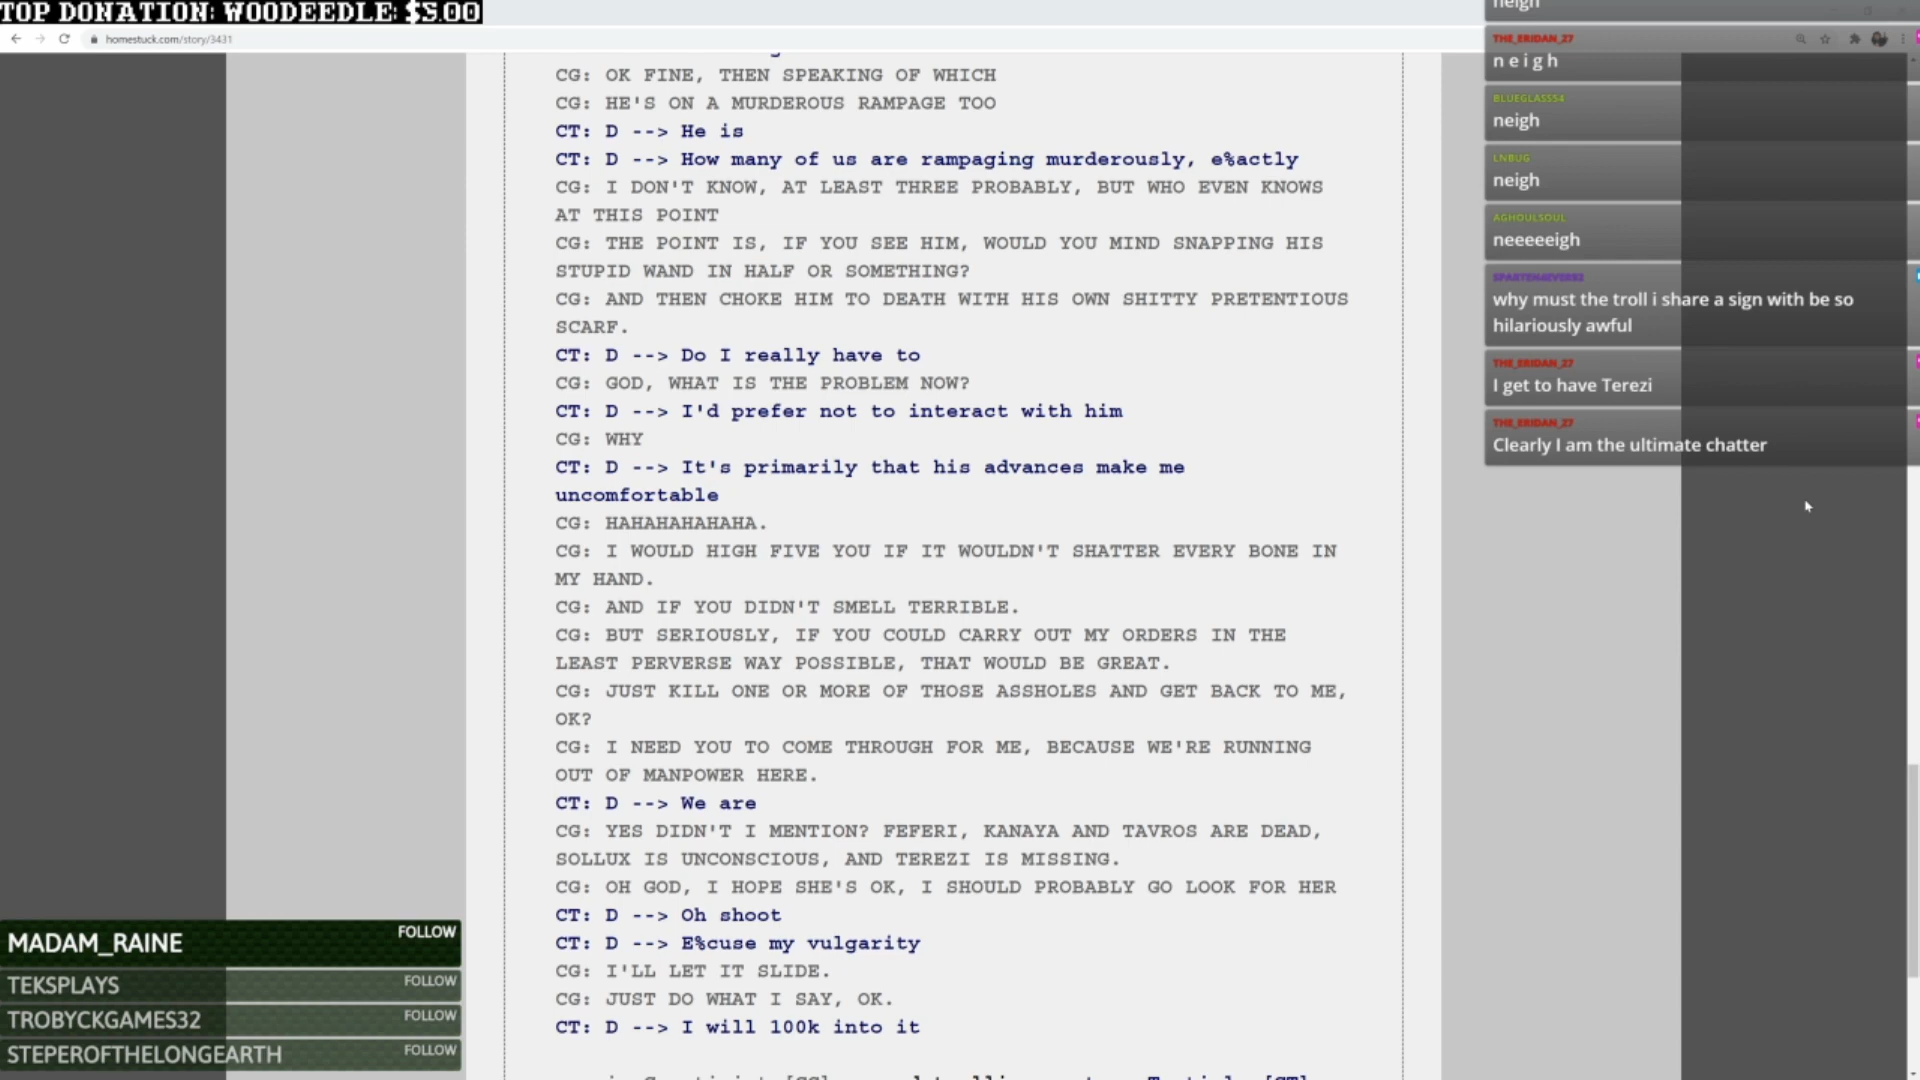 TOP DONATION: WOODEEDLE: $5.00
homestuck.com/story/3431
CG: OK FINE, THEN SPEAKING OF WHICH
CG: HE'S ON A MURDEROUS RAMPAGE TOO
CT: D --> He is
CT: D --> How many of us are rampaging murderously, e%actly
CG: I DON'T KNOW, AT LEAST THREE PROBABLY, BUT WHO EVEN KNOWS
AT THIS POINT
CG: THE POINT IS, IF YOU SEE HIM, WOULD YOU MIND SNAPPING HIS
STUPID WAND IN HALF OR SOMETHING?
CG: AND THEN CHOKE HIM TO DEATH WITH HIS OWN SHITTY PRETENTIOUS
SCARF.
CT: D --> Do I really have to
CG: GOD, WHAT IS THE PROBLEM NOW?
CT: D --> I'd prefer not to interact with him
CG: WHY
CT: D --> It's primarily that his advances make me
uncomfortable
CG: HAHAHAHAHAHA.
CG: I WOULD HIGH FIVE YOU IF IT WOULDN'T SHATTER EVERY BONE IN
MY HAND.
CG: AND IF YOU DIDN'T SMELL TERRIBLE.
CG: BUT SERIOUSLY, IF YOU COULD CARRY OUT MY ORDERS IN THE
LEAST PERVERSE WAY POSSIBLE, THAT WOULD BE GREAT.
CG: JUST KILL ONE OR MORE OF THOSE ASSHOLES AND GET BACK TO ME,
OK?
CG: I NEED YOU TO COME THROUGH FOR ME, BECAUSE WE'RE RUNNING
OUT OF MANPOWER HERE.
CT: D --> We are
CG: YES DIDN'T I MENTION? FEFERI, KANAYA AND TAVROS ARE DEAD,
SOLLUX IS UNCONSCIOUS, AND TEREZI IS MISSING.
CG: OH GOD, I HOPE SHE'S OK, I SHOULD PROBABLY GO LOOK FOR HER
CT: D --> Oh shoot
CT: D --> E%cuse my vulgarity
CG: I'LL LET IT SLIDE.
CG: JUST DO WHAT I SAY, OK.
CT: D --> I will 100k into it
neigh
THE_ERIDAN_27
n e i g h
BLUEGLASS54
neigh
LNBUG
neigh
AGHOULSOUL
neeeeeigh
why must the troll i share a sign with be so
hilariously awful
THE_ERIDAN_27
I get to have Terezi
THE_ERIDAN_27
Clearly I am the ultimate chatter
MADAM_RAINE FOLLOW
TEKSPLAYS FOLLOW
TROBYCKGAMES32 FOLLOW
STEPEROFTHELONGEARTH FOLLOW